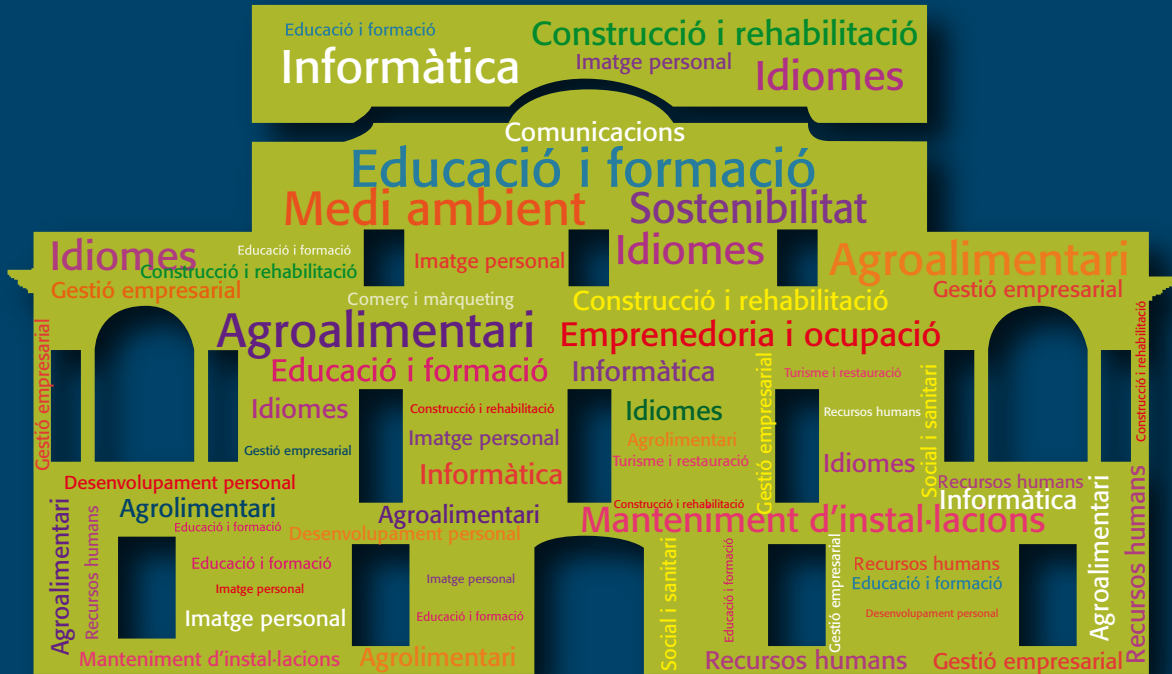 Educació i formació
Construcció i rehabilitació
Informàtica
Imatge personal
Idiomes
Comunicacions
Educació i formació
Medi ambient
Sostenibilitat
Idiomes
Educació i formació
Construcció i rehabilitació
Imatge personal
Idiomes
Agroalimentari
Gestió empresarial
Gestió empresarial
Comerç i màrqueting
Construcció i rehabilitació
Agroalimentari
Emprenedoria i ocupació
Gestió empresarial
Construcció i rehabilitació
Educació i formació
Informàtica
Turisme i restauració
Gestió empresarial
Social i sanitari
Idiomes
Construcció i rehabilitació
Idiomes
Recursos humans
Imatge personal
Agrolimentari
Gestió empresarial
Turisme i restauració
Idiomes
Informàtica
Desenvolupament personal
Recursos humans
Informàtica
Agroalimentari
Recursos humans
Agrolimentari
Agroalimentari
Construcció i rehabilitació
Manteniment d'instal·lacions
Educació i formació
Desenvolupament personal
Agroalimentari
Recursos humans
Educació i formació
Imatge personal
Social i sanitari
Educació i formació
Gestió empresarial
Recursos humans
Educació i formació
Imatge personal
Imatge personal
Educació i formació
Desenvolupament personal
Manteniment d'instal·lacions
Agrolimentari
Recursos humans
Gestió empresarial